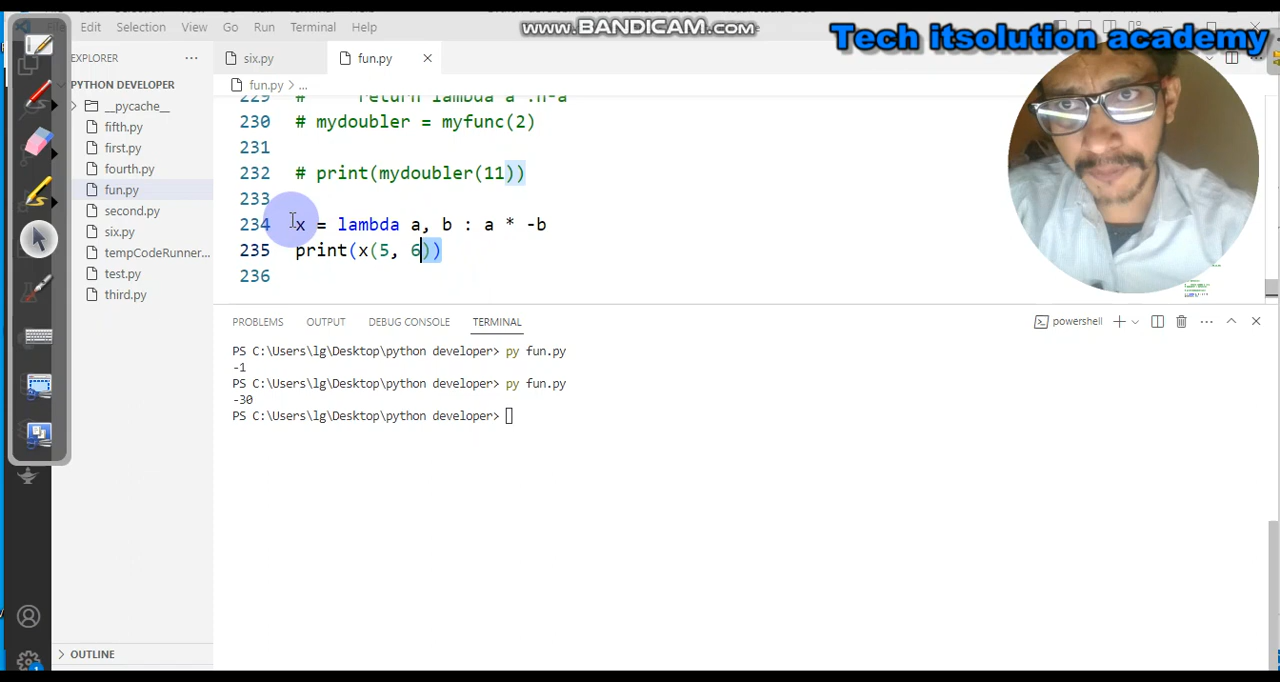 File Edit Selection View Go Run Terminal Help
www.BANDICAM.com
Tech itsolution academy
EXPLORER
PYTHON DEVELOPER
__pycache__
fifth.py
first.py
fourth.py
fun.py
second.py
six.py
tempCodeRunner...
test.py
third.py
OUTLINE
six.py fun.py
fun.py > ...
229 # return lambda a :n-a
230 # mydoubler = myfunc(2)
231
232 # print(mydoubler(11))
233
234 x = lambda a, b : a * -b
235 print(x(5, 6))
236
PROBLEMS OUTPUT DEBUG CONSOLE TERMINAL
powershell
PS C:\Users\lg\Desktop\python developer> py fun.py
-1
PS C:\Users\lg\Desktop\python developer> py fun.py
-30
PS C:\Users\lg\Desktop\python developer>